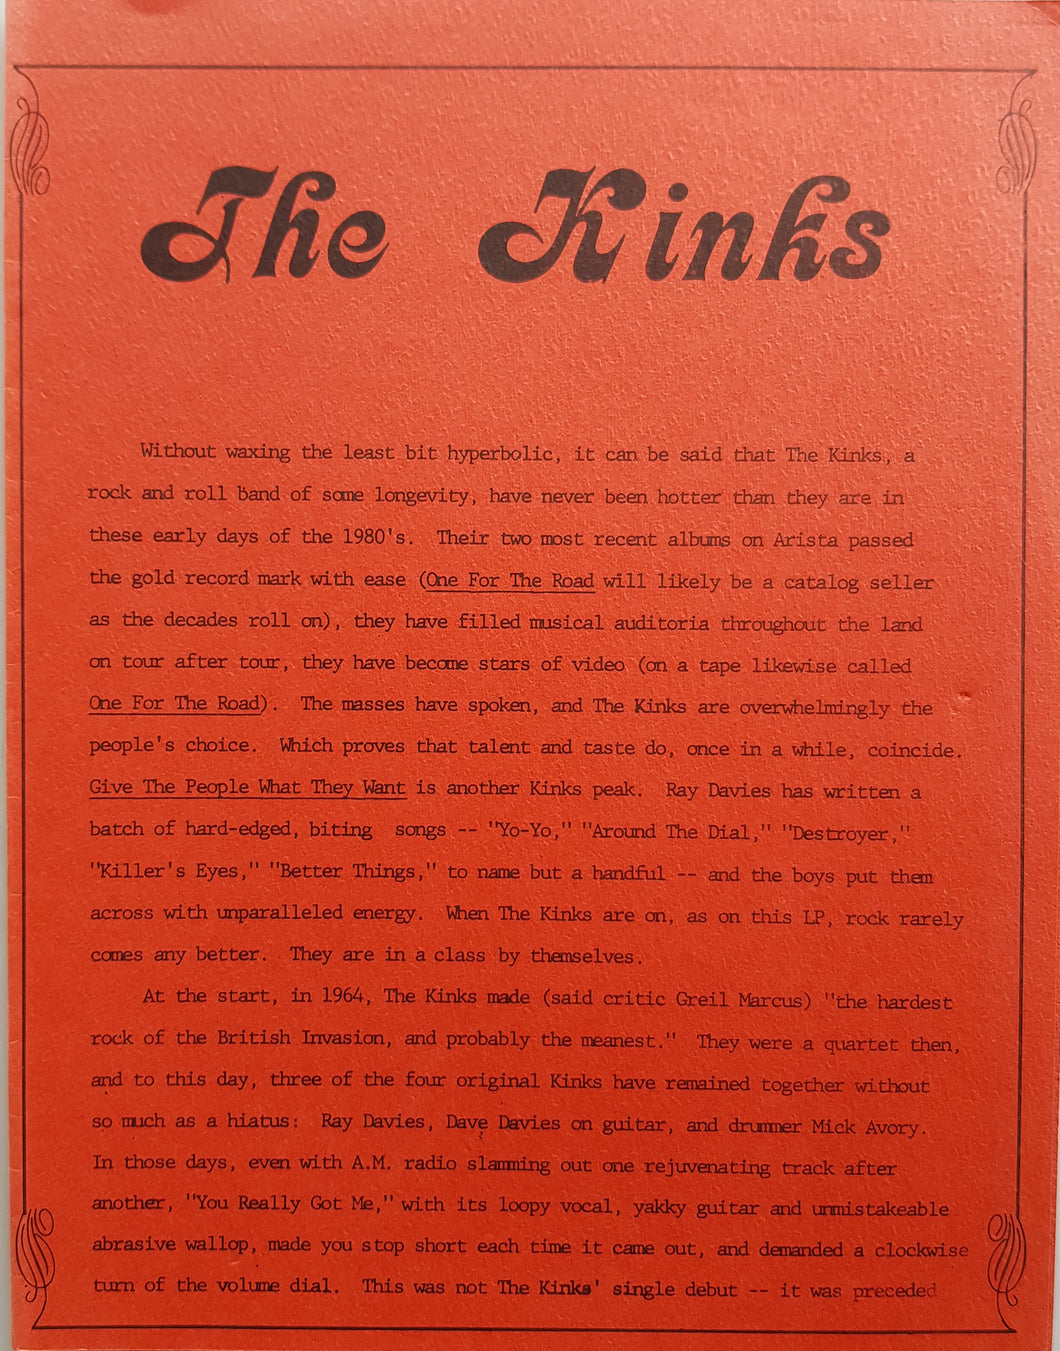 The Kinks
Without waxing the least bit hyperbolic, it can be said that The Kinks, a
rock and roll band of some longevity, have never been hotter than they are in
these early days of the 1980's. Their two most recent albums on Arista passed
the gold record mark with ease (One For The Road will likely be a catalog seller
as the decades roll on), they have filled musical auditoria throughout the land
on tour after tour, they have become stars of video (on a tape likewise called
One For The Road). The masses have spoken, and The Kinks are overwhelmingly the
people's choice. Which proves that talent and taste do, once in a while, coincide.
Give The People What They Want is another Kinks peak. Ray Davies has written a
batch of hard-edged, biting songs -- "Yo-Yo," "Around The Dial," "Destroyer,"
"Killer's Eyes," "Better Things," to name but a handful -- and the boys put them
across with unparalleled energy. When The Kinks are on, as on this LP, rock rarely
comes any better. They are in a class by themselves.
At the start, in 1964, The Kinks made (said critic Greil Marcus) "the hardest
rock of the British Invasion, and probably the meanest." They were a quartet then,
and to this day, three of the four original Kinks have remained together without
so much as a hiatus: Ray Davies, Dave Davies on guitar, and drummer Mick Avory.
In those days, even with A.M. radio slamming out one rejuvenating track after
another, "You Really Got Me," with its loopy vocal, yakky guitar and unmistakeable
abrasive wallop, made you stop short each time it came out, and demanded a clockwise
turn of the volume dial. This was not The Kinks' single debut -- it was preceded